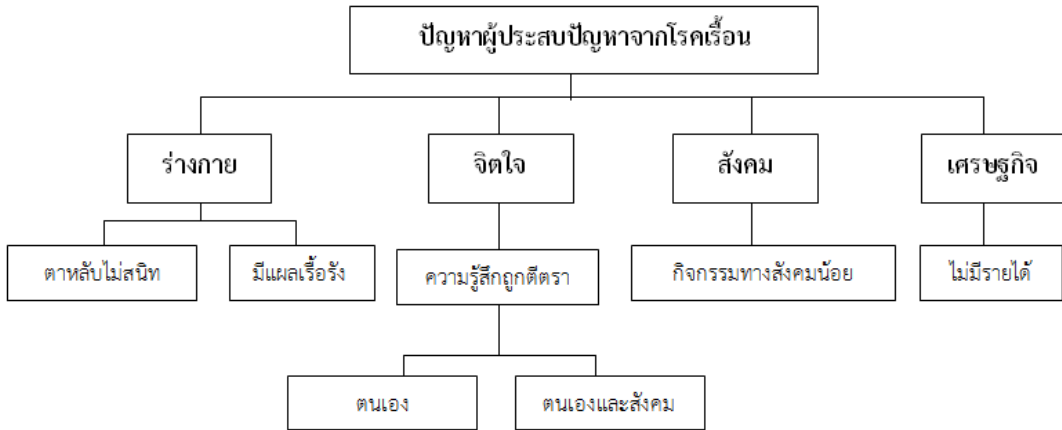 ปัญหาผู้ประสบปัญหาจากโรคเรื้อน
ร่างกาย
จิตใจ
สังคม
เศรษฐกิจ
ตาหลับไม่สนิท
มีแผลเรื้อรัง
ความรู้สึกถูกตีตรา
กิจกรรมทางสังคมน้อย
ไม่มีรายได้
ตนเอง
ตนเองและสังคม